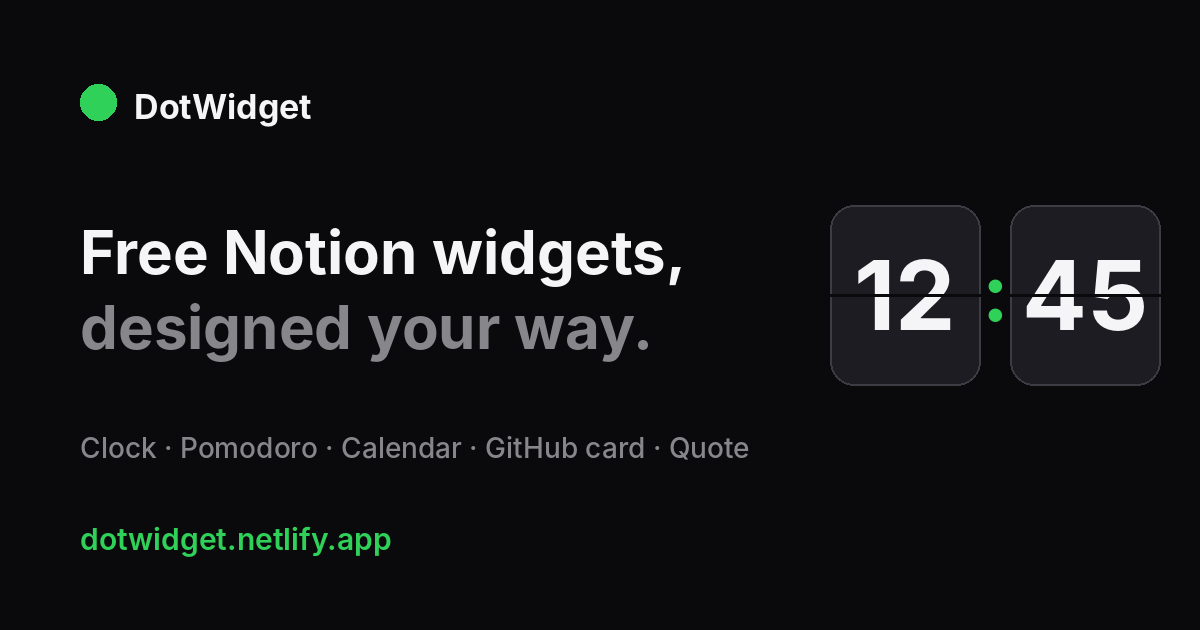 DotWidget
Free Notion widgets,
designed your way.
12:45
Clock · Pomodoro · Calendar · GitHub card · Quote
dotwidget.netlify.app